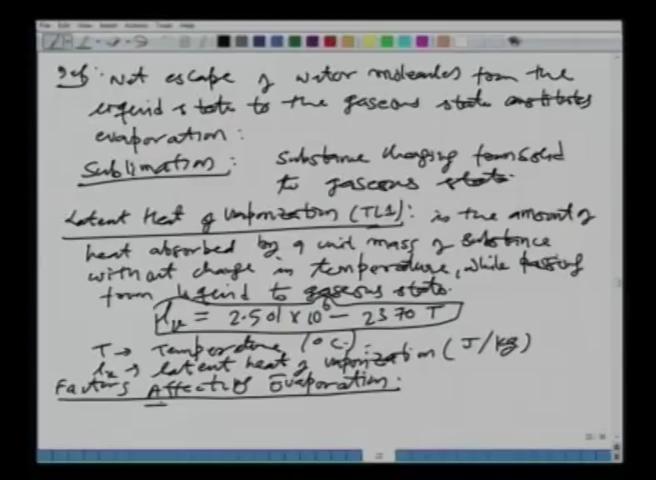 Def: Net escape of water molecules from the
liquid state to the gaseous state constitutes
evaporation:
Sublimation: Substance changing from solid
to gaseous state.
Latent Heat of Vaporization (TL1): is the amount of
heat absorbed by a unit mass of substance
without change in temperature, while passing
from liquid to gaseous state.
= 2.501 x 10^6 - 2370 T
T → Temperature (°C).
→ latent heat of vaporization (J/kg)
Factors Affecting Evaporation: